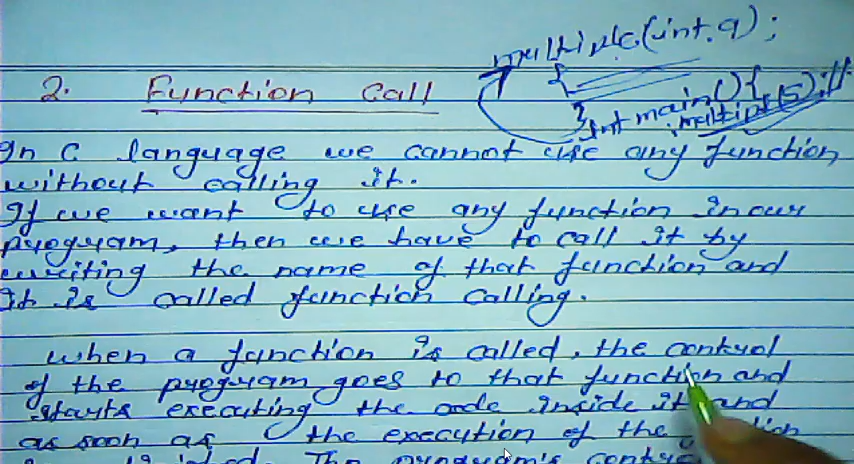 multiple(int.a);
{
}
int main(){
multiple(5);
2. Function Call
In C language we cannot use any function
without calling it.
If we want to use any function in our
program, then we have to call it by
writing the name of that function and
it is called function calling.
when a function is called, the control
of the program goes to that function and
starts executing the code inside it and
as soon as the execution of the
The program's